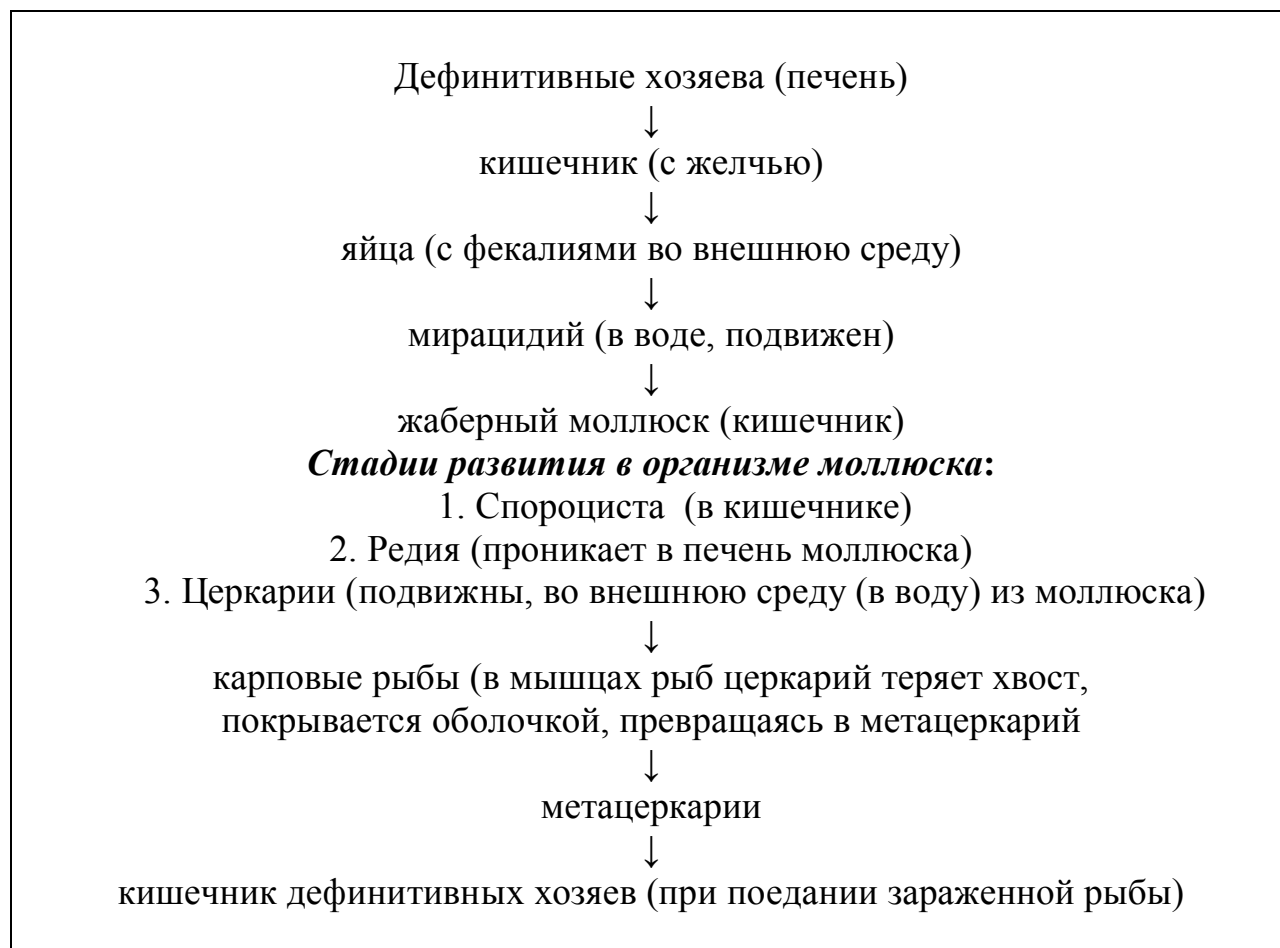 Дефинитивные хозяева (печень)
↓
кишечник (с желчью)
↓
яйца (с фекалиями во внешнюю среду)
↓
мирацидий (в воде, подвижен)
↓
жаберный моллюск (кишечник)
Стадии развития в организме моллюска:
1. Спороциста (в кишечнике)
2. Редия (проникает в печень моллюска)
3. Церкарии (подвижны, во внешнюю среду (в воду) из моллюска)
↓
карповые рыбы (в мышцах рыб церкарий теряет хвост,
покрывается оболочкой, превращаясь в метацеркарий
↓
метацеркарии
↓
кишечник дефинитивных хозяев (при поедании зараженной рыбы)